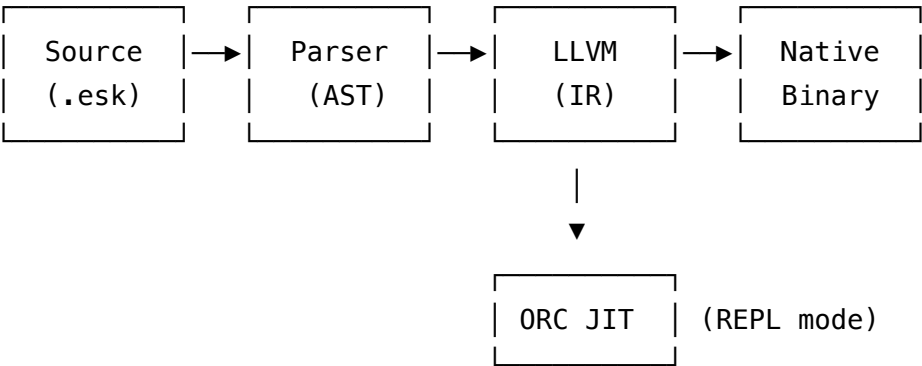 Source Parser LLVM Native
(.esk) (AST) (IR) Binary
ORC JIT (REPL mode)